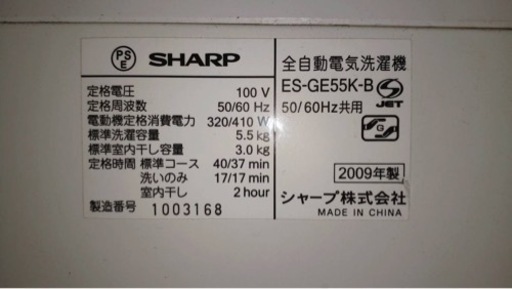 PS
E
SHARP
定格電圧 100 V
定格周波数 50/60 Hz
電動機定格消費電力 320/410 W
標準洗濯容量 5.5 kg
標準室内干し容量 3.0 kg
定格時間 標準コース 40/37 min
洗いのみ 17/17 min
室内干し 2 hour
製造番号 1003168
全自動電気洗濯機
ES-GE55K-B
S JET
50/60Hz共用
G
2009年製
シャープ株式会社
MADE IN CHINA